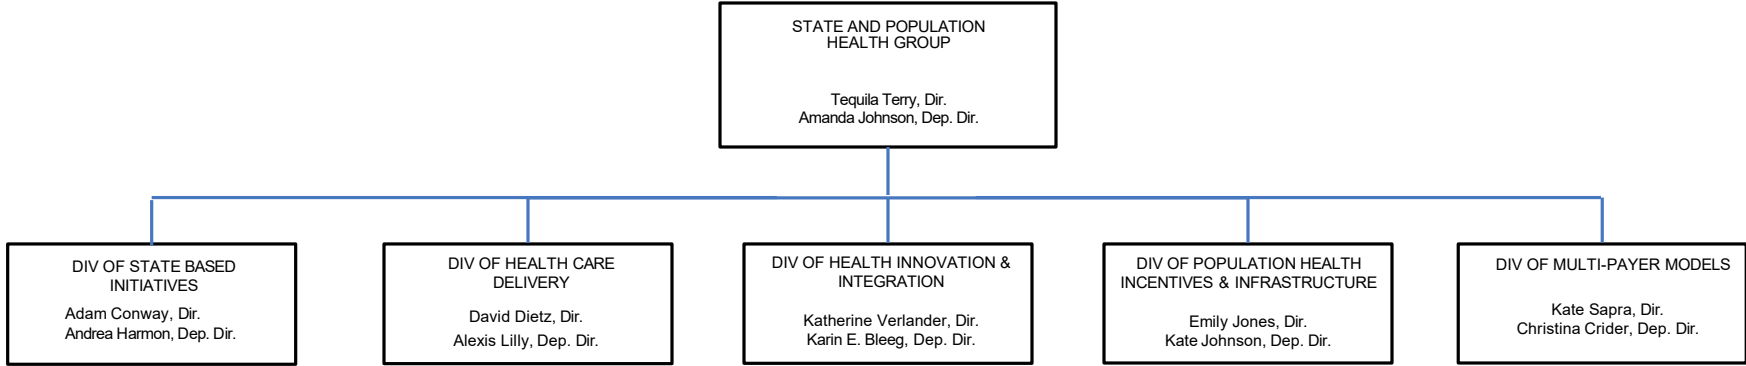 STATE AND POPULATION
HEALTH GROUP
Tequila Terry, Dir.
Amanda Johnson, Dep. Dir.
DIV OF STATE BASED
INITIATIVES
Adam Conway, Dir.
Andrea Harmon, Dep. Dir.
DIV OF HEALTH CARE
DELIVERY
David Dietz, Dir.
Alexis Lilly, Dep. Dir.
DIV OF HEALTH INNOVATION &
INTEGRATION
Katherine Verlander, Dir.
Karin E. Bleeg, Dep. Dir.
DIV OF POPULATION HEALTH
INCENTIVES & INFRASTRUCTURE
Emily Jones, Dir.
Kate Johnson, Dep. Dir.
DIV OF MULTI-PAYER MODELS
Kate Sapra, Dir.
Christina Crider, Dep. Dir.